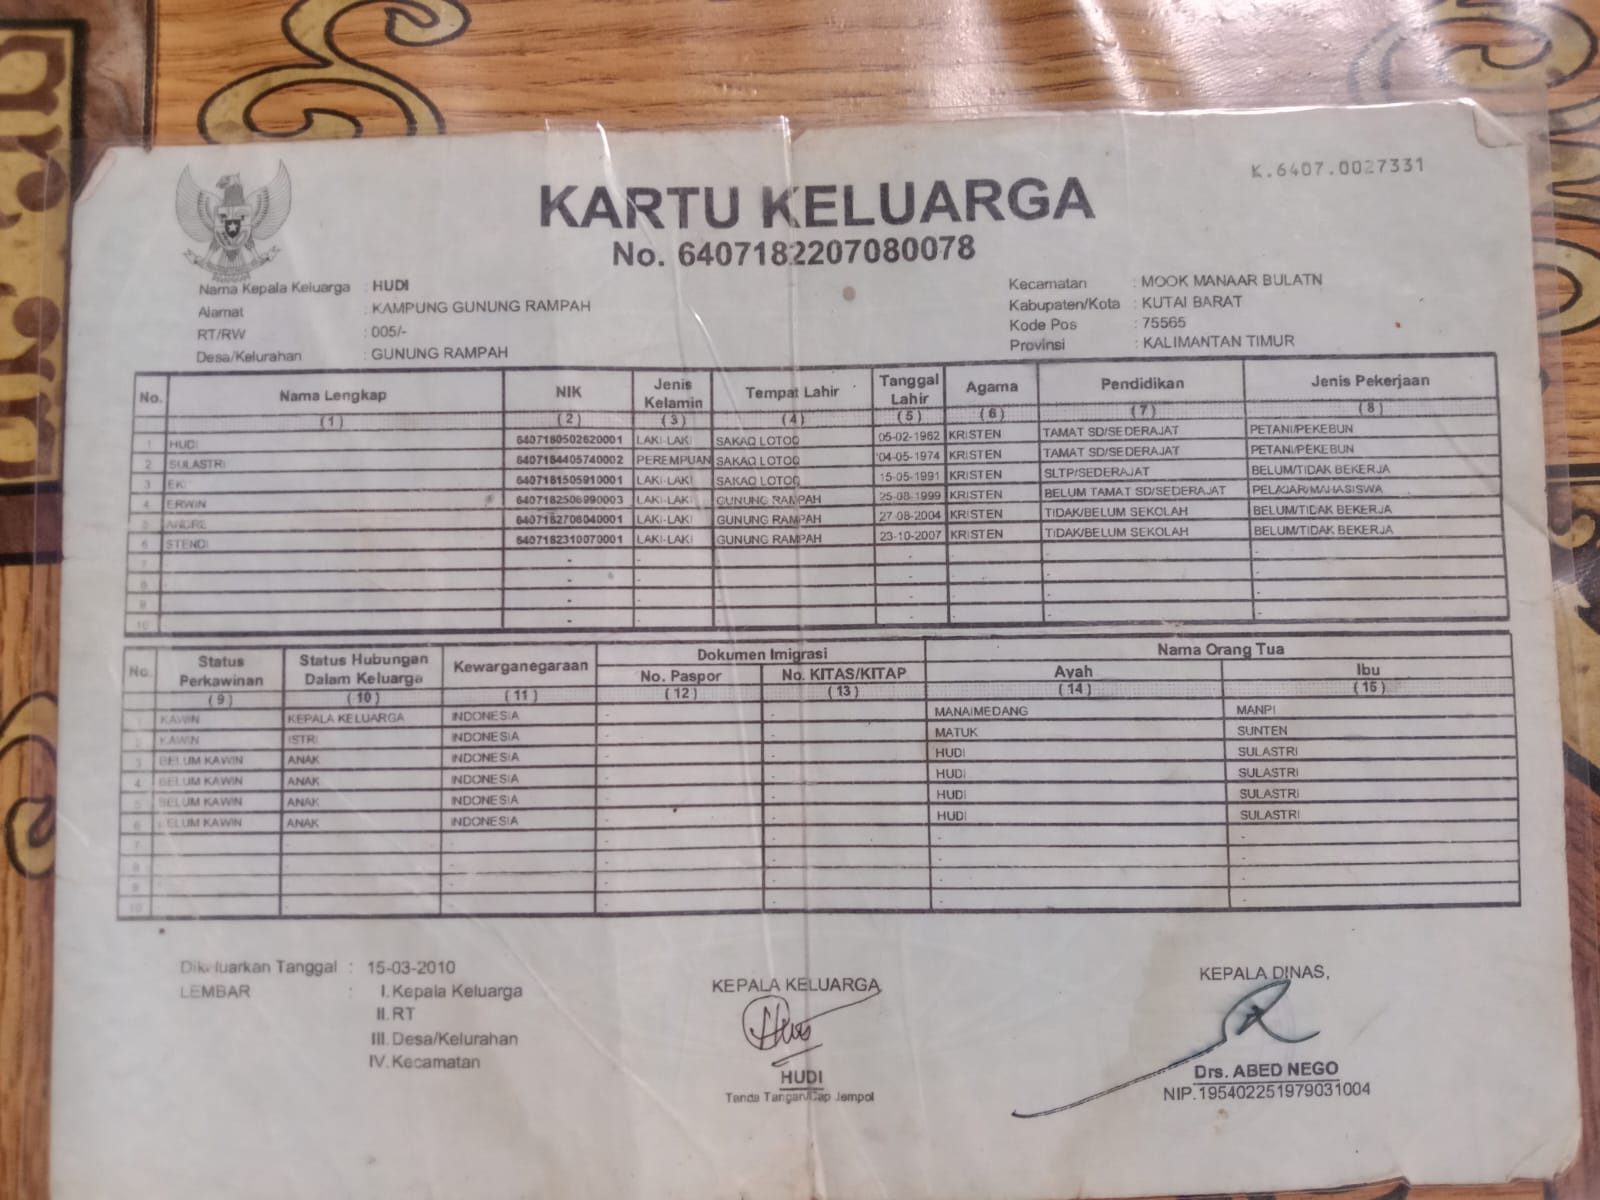 K.6407.0027331
KARTU KELUARGA
No. 6407182207080078
Nama Kepala Keluarga : HUDI
Alamat : KAMPUNG GUNUNG RAMPAH
RT/RW : 005/-
Desa/Kelurahan : GUNUNG RAMPAH
Kecamatan : MOOK MANAAR BULATN
Kabupaten/Kota : KUTAI BARAT
Kode Pos : 75565
Provinsi : KALIMANTAN TIMUR
No. Nama Lengkap NIK Jenis Kelamin Tempat Lahir Tanggal Lahir Agama Pendidikan Jenis Pekerjaan
(1) (2) (3) (4) (5) (6) (7) (8)
1 HUDI 6407180502620001 LAKI-LAKI SAKAQ LOTOQ 05-02-1962 KRISTEN TAMAT SD/SEDERAJAT PETANI/PEKEBUN
2 SULASTRI 6407184405740002 PEREMPUAN SAKAQ LOTOQ 04-05-1974 KRISTEN TAMAT SD/SEDERAJAT PETANI/PEKEBUN
3 EKI 6407181505910001 LAKI-LAKI SAKAQ LOTOQ 15-05-1991 KRISTEN SLTP/SEDERAJAT BELUM/TIDAK BEKERJA
4 ERWIN 6407182508990003 LAKI-LAKI GUNUNG RAMPAH 25-08-1999 KRISTEN BELUM TAMAT SD/SEDERAJAT PELAJAR/MAHASISWA
5 ANDRE 6407182708040001 LAKI-LAKI GUNUNG RAMPAH 27-08-2004 KRISTEN TIDAK/BELUM SEKOLAH BELUM/TIDAK BEKERJA
6 STENDI 6407182310070001 LAKI-LAKI GUNUNG RAMPAH 23-10-2007 KRISTEN TIDAK/BELUM SEKOLAH BELUM/TIDAK BEKERJA
7 - - - - - - -
8 - - - - - - -
9 - - - - - - -
10 - - - - - - -
No. Status Perkawinan Status Hubungan Dalam Keluarga Kewarganegaraan Dokumen Imigrasi Nama Orang Tua
No. Paspor No. KITAS/KITAP Ayah Ibu
(9) (10) (11) (12) (13) (14) (15)
1 KAWIN KEPALA KELUARGA INDONESIA - - MANAIMEDANG MANPI
2 KAWIN ISTRI INDONESIA - - MATUK SUNTEN
3 BELUM KAWIN ANAK INDONESIA - - HUDI SULASTRI
4 BELUM KAWIN ANAK INDONESIA - - HUDI SULASTRI
5 BELUM KAWIN ANAK INDONESIA - - HUDI SULASTRI
6 BELUM KAWIN ANAK INDONESIA - - HUDI SULASTRI
7 - - - - - - -
8 - - - - - - -
9 - - - - - - -
10 - - - - - - -
Dikeluarkan Tanggal : 15-03-2010
LEMBAR : I. Kepala Keluarga
II. RT
III. Desa/Kelurahan
IV. Kecamatan
KEPALA KELUARGA
HUDI
Tanda Tangan/Cap Jempol
KEPALA DINAS,
Drs. ABED NEGO
NIP.195402251979031004